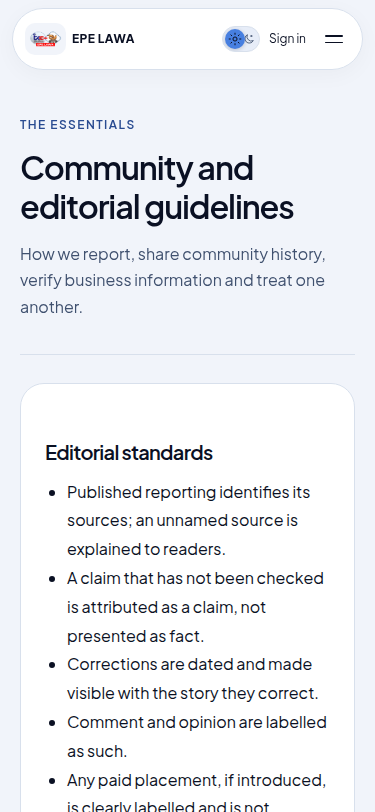 EPE LAWA
Sign in
THE ESSENTIALS
Community and
editorial guidelines
How we report, share community history,
verify business information and treat one
another.
Editorial standards
• Published reporting identifies its
sources; an unnamed source is
explained to readers.
• A claim that has not been checked
is attributed as a claim, not
presented as fact.
• Corrections are dated and made
visible with the story they correct.
• Comment and opinion are labelled
as such.
• Any paid placement, if introduced,
is clearly labelled and is not